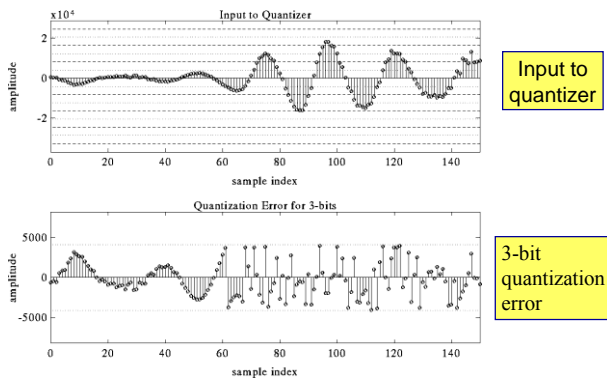 Input to Quantizer
x10⁴
2
0
-2
amplitude
0
20
40
60
80
100
120
140
sample index
Input to
quantizer
Quantization Error for 3-bits
5000
0
-5000
amplitude
0
20
40
60
80
100
120
140
sample index
3-bit
quantization
error